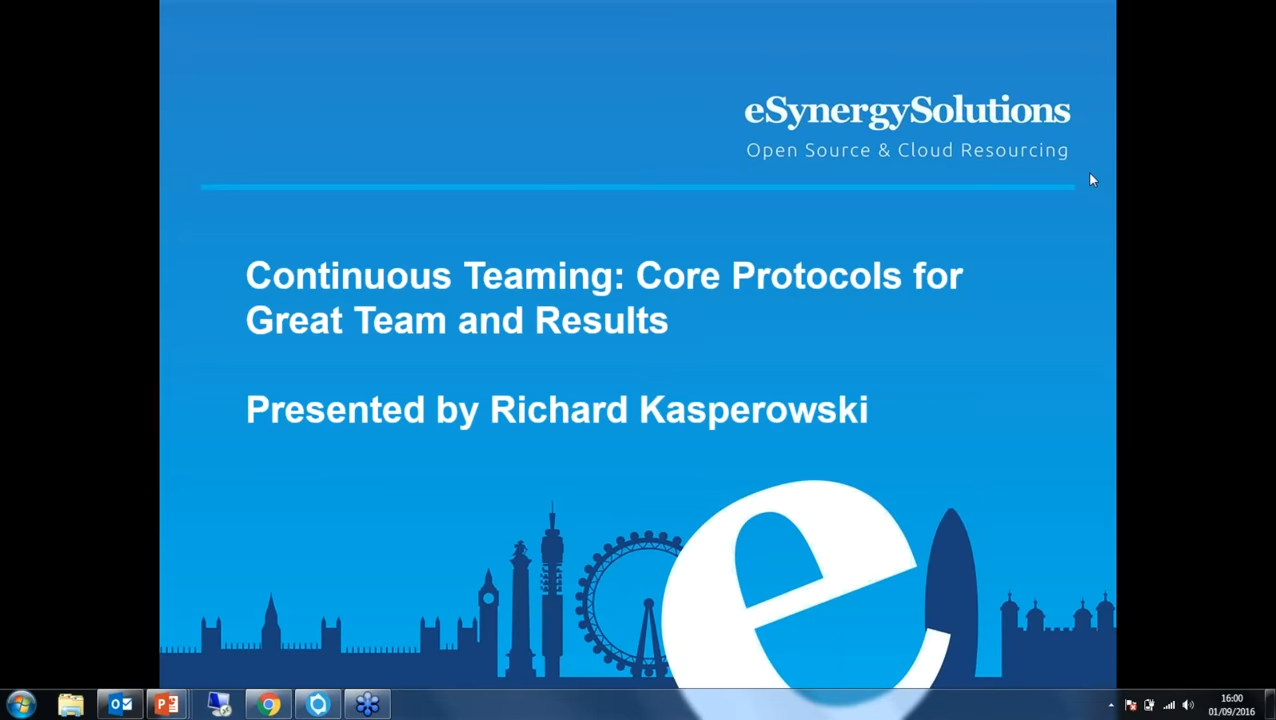 eSynergySolutions
Open Source & Cloud Resourcing
Continuous Teaming: Core Protocols for
Great Team and Results
Presented by Richard Kasperowski
e
16:00
01/09/2016